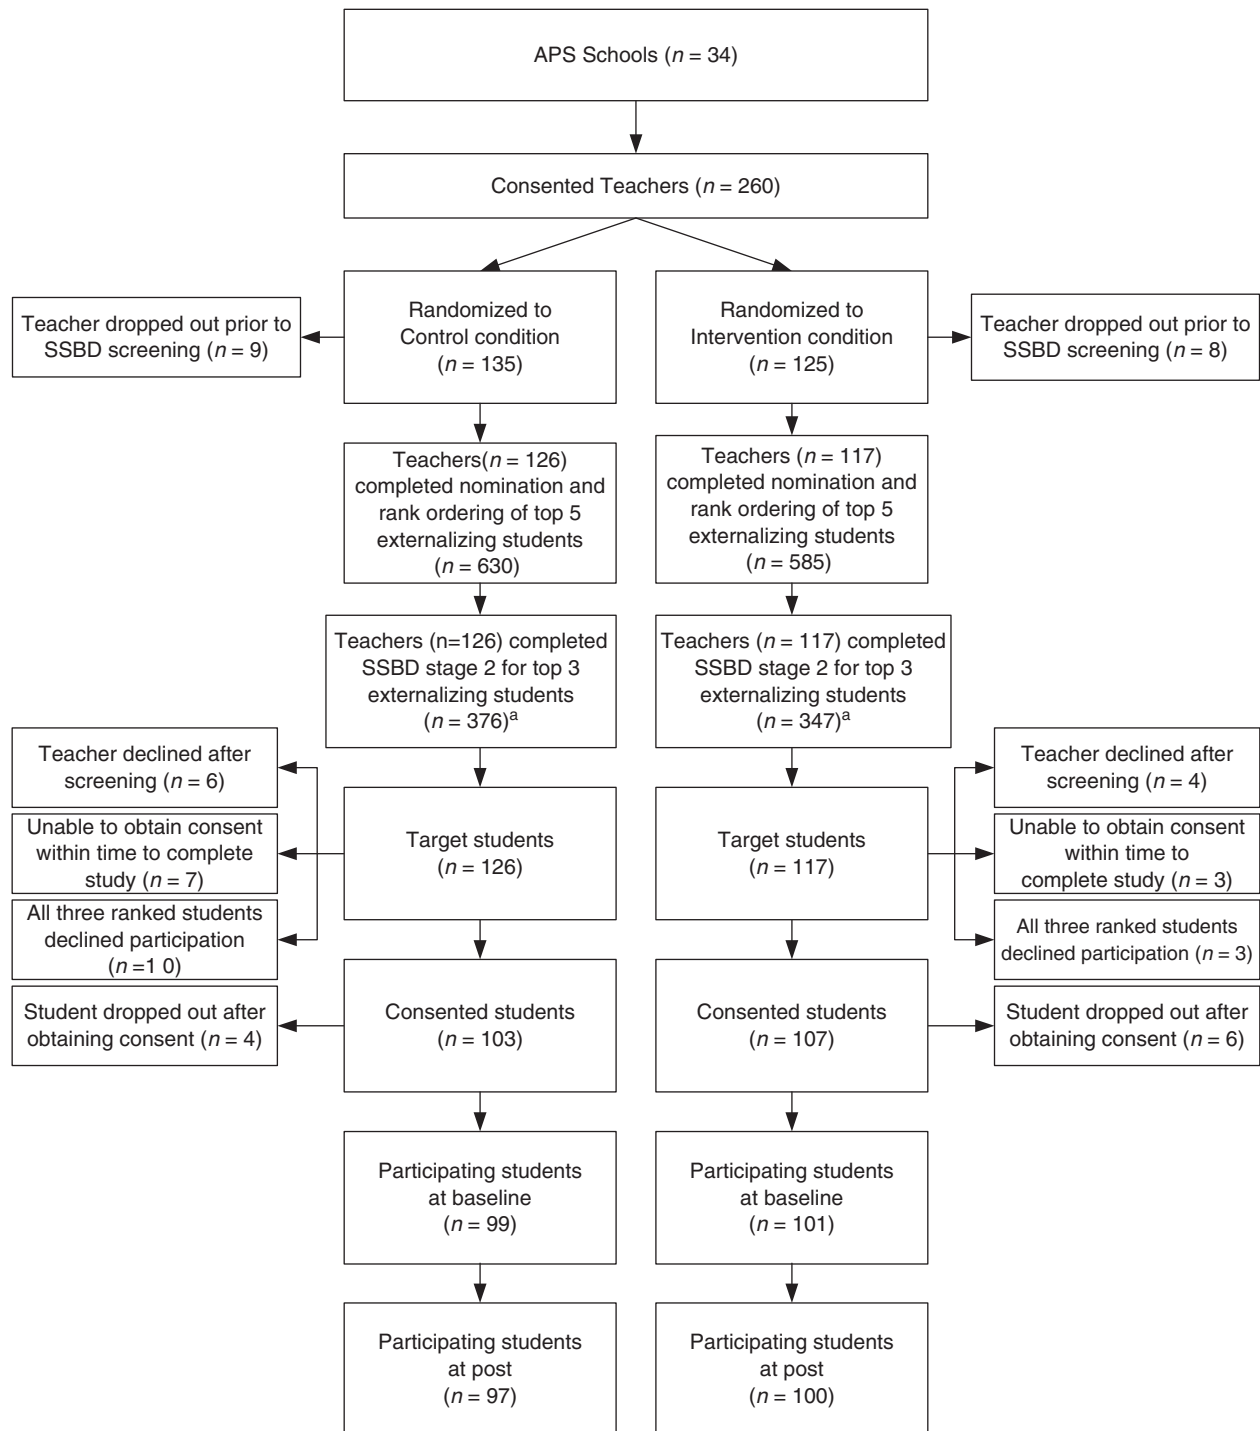 APS Schools (n = 34)
Consented Teachers (n = 260)
Teacher dropped out prior to
SSBD screening (n = 9)
Randomized to
Control condition
(n = 135)
Randomized to
Intervention condition
(n = 125)
Teacher dropped out prior to
SSBD screening (n = 8)
Teachers(n = 126)
completed nomination and
rank ordering of top 5
externalizing students
(n = 630)
Teachers (n = 117)
completed nomination and
rank ordering of top 5
externalizing students
(n = 585)
Teachers (n=126) completed
SSBD stage 2 for top 3
externalizing students
(n = 376)a
Teachers (n = 117) completed
SSBD stage 2 for top 3
externalizing students
(n = 347)a
Teacher declined after
screening (n = 6)
Unable to obtain consent
within time to complete
study (n = 7)
All three ranked students
declined participation
(n =1 0)
Target students
(n = 126)
Target students
(n = 117)
Teacher declined after
screening (n = 4)
Unable to obtain consent
within time to
complete study (n = 3)
All three ranked students
declined participation (n = 3)
Student dropped out after
obtaining consent (n = 4)
Consented students
(n = 103)
Consented students
(n = 107)
Student dropped out after
obtaining consent (n = 6)
Participating students
at baseline
(n = 99)
Participating students
at baseline
(n = 101)
Participating students
at post
(n = 97)
Participating students
at post
(n = 100)